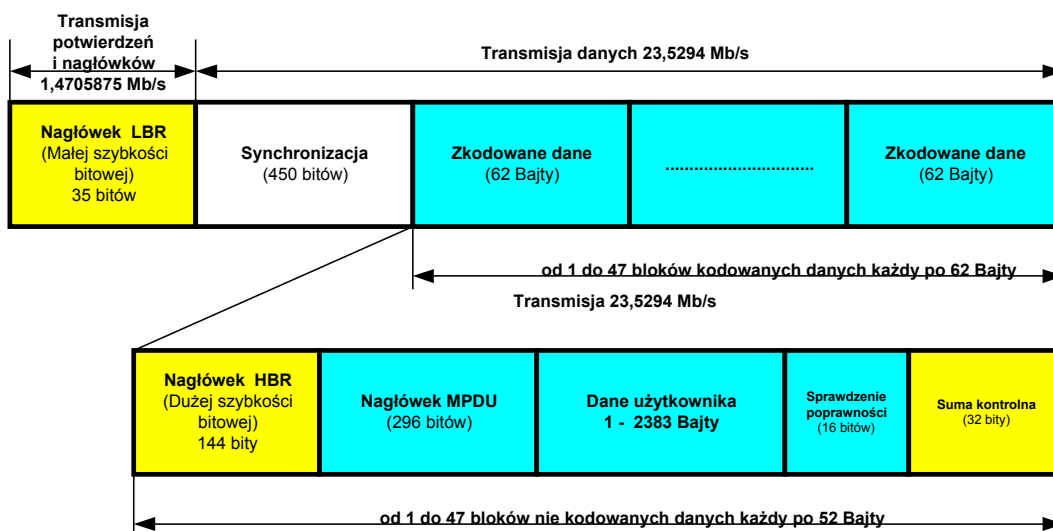 Transmisja
potwierdzeń
i nagłówków
1,4705875 Mb/s
Transmisja danych 23,5294 Mb/s
Nagłówek LBR
(Małej szybkości
bitowej)
35 bitów
Synchronizacja
(450 bitów)
Zkodowane dane
(62 Bajty)
...............................
Zkodowane dane
(62 Bajty)
od 1 do 47 bloków kodowanych danych każdy po 62 Bajty
Transmisja 23,5294 Mb/s
Nagłówek HBR
(Dużej szybkości
bitowej)
144 bity
Nagłówek MPDU
(296 bitów)
Dane użytkownika
1 - 2383 Bajty
Sprawdzenie
poprawności
(16 bitów)
Suma kontrolna
(32 bity)
od 1 do 47 bloków nie kodowanych danych każdy po 52 Bajty